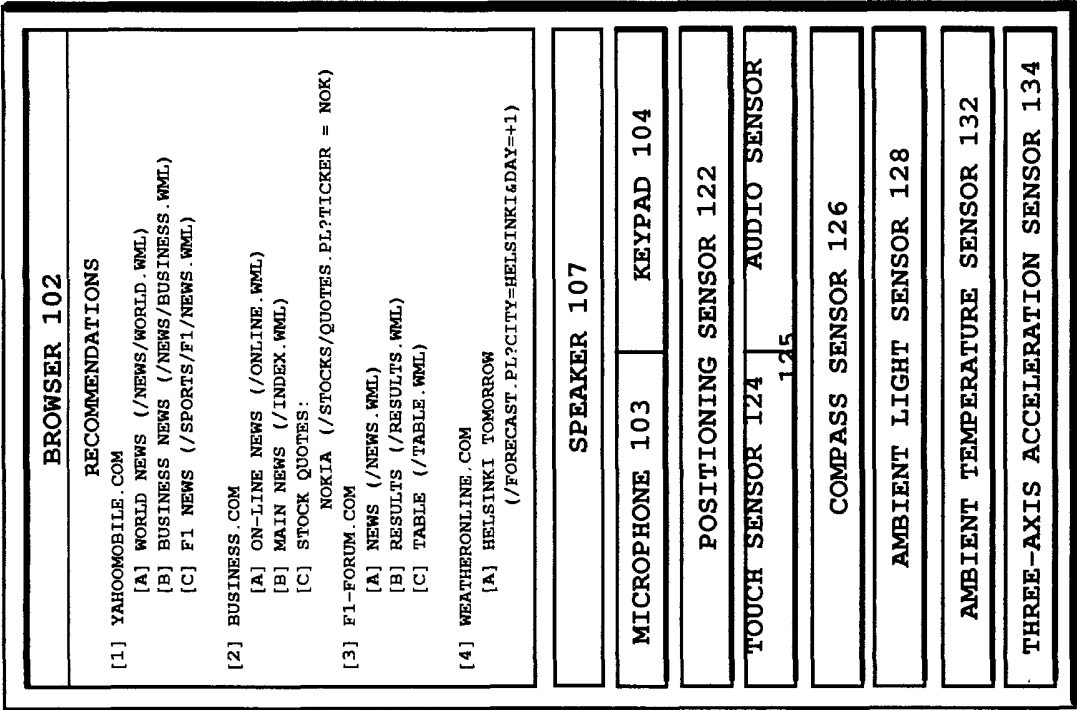 BROWSER 102
RECOMMENDATIONS
[1] YAHOOMOBILE.COM
[A] WORLD NEWS (/NEWS/WORLD.WML)
[B] BUSINESS NEWS (/NEWS/BUSINESS.WML)
[C] F1 NEWS (/SPORTS/F1/NEWS.WML)
[2] BUSINESS.COM
[A] ON-LINE NEWS (/ONLINE.WML)
[B] MAIN NEWS (/INDEX.WML)
[C] STOCK QUOTES:
NOKIA (/STOCKS/QUOTES.PL?TICKER = NOK)
[3] F1-FORUM.COM
[A] NEWS (/NEWS.WML)
[B] RESULTS (/RESULTS.WML)
[C] TABLE (/TABLE.WML)
[4] WEATHERONLINE.COM
[A] HELSINKI TOMORROW
(/FORECAST.PL?CITY=HELSINKI&DAY=+1)
SPEAKER 107
MICROPHONE 103 KEYPAD 104
POSITIONING SENSOR 122
TOUCH SENSOR 124 AUDIO SENSOR
125
COMPASS SENSOR 126
AMBIENT LIGHT SENSOR 128
AMBIENT TEMPERATURE SENSOR 132
THREE-AXIS ACCELERATION SENSOR 134